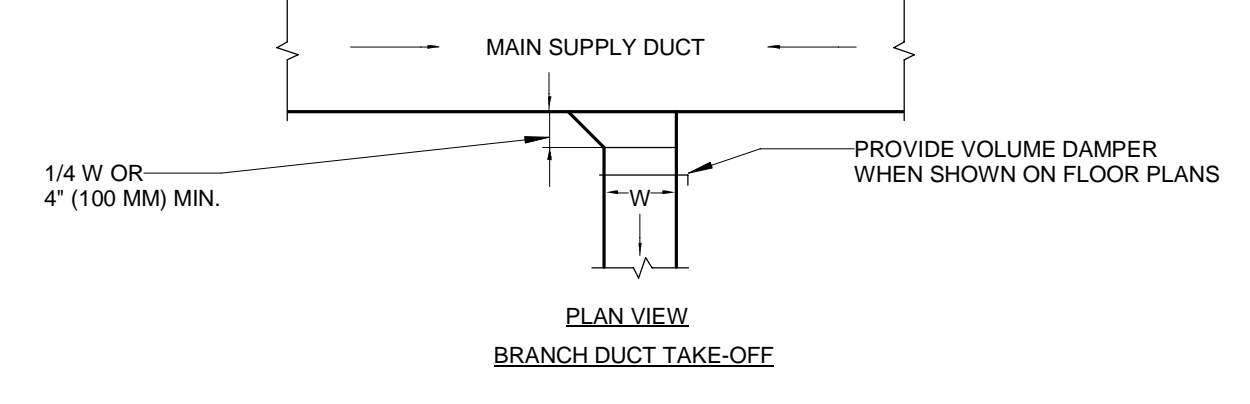 MAIN SUPPLY DUCT
1/4 W OR
4" (100 MM) MIN.
PROVIDE VOLUME DAMPER
WHEN SHOWN ON FLOOR PLANS
W
PLAN VIEW
BRANCH DUCT TAKE-OFF